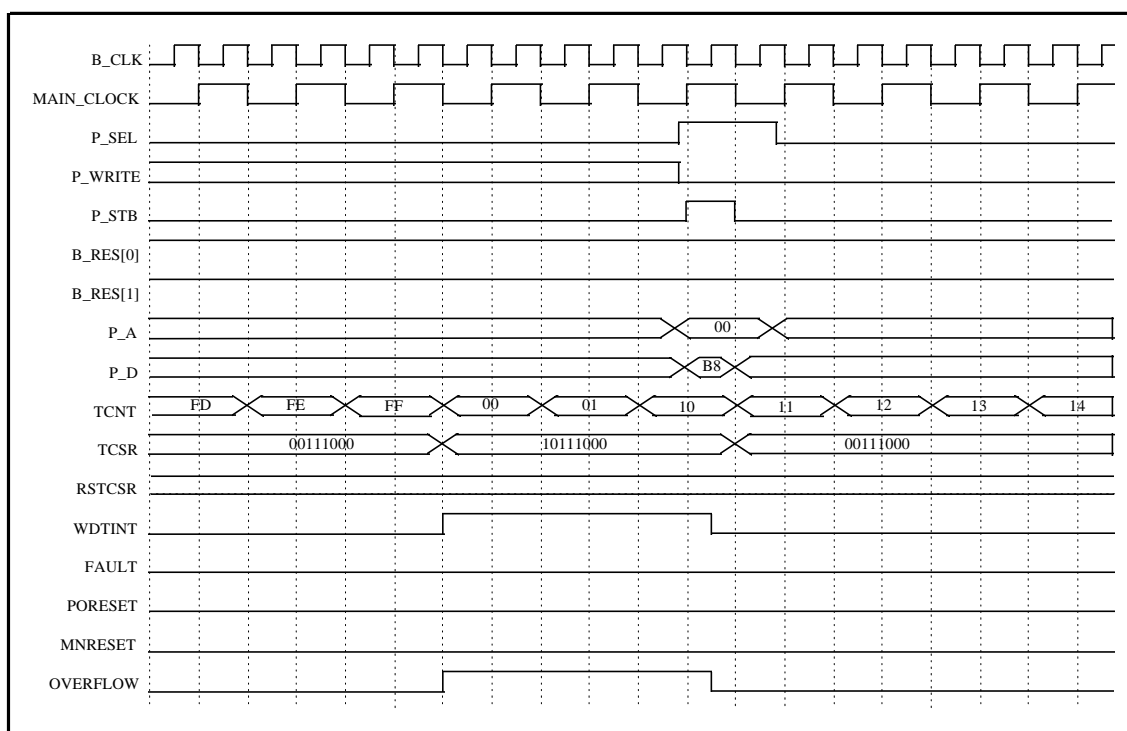 B_CLK
MAIN_CLOCK
P_SEL
P_WRITE
P_STB
B_RES[0]
B_RES[1]
P_A 00
P_D B8
TCNT FD FE FF 00 01 10 11 12 13 14
TCSR 00111000 10111000 00111000
RSTCSR
WDTINT
FAULT
PORESET
MNRESET
OVERFLOW